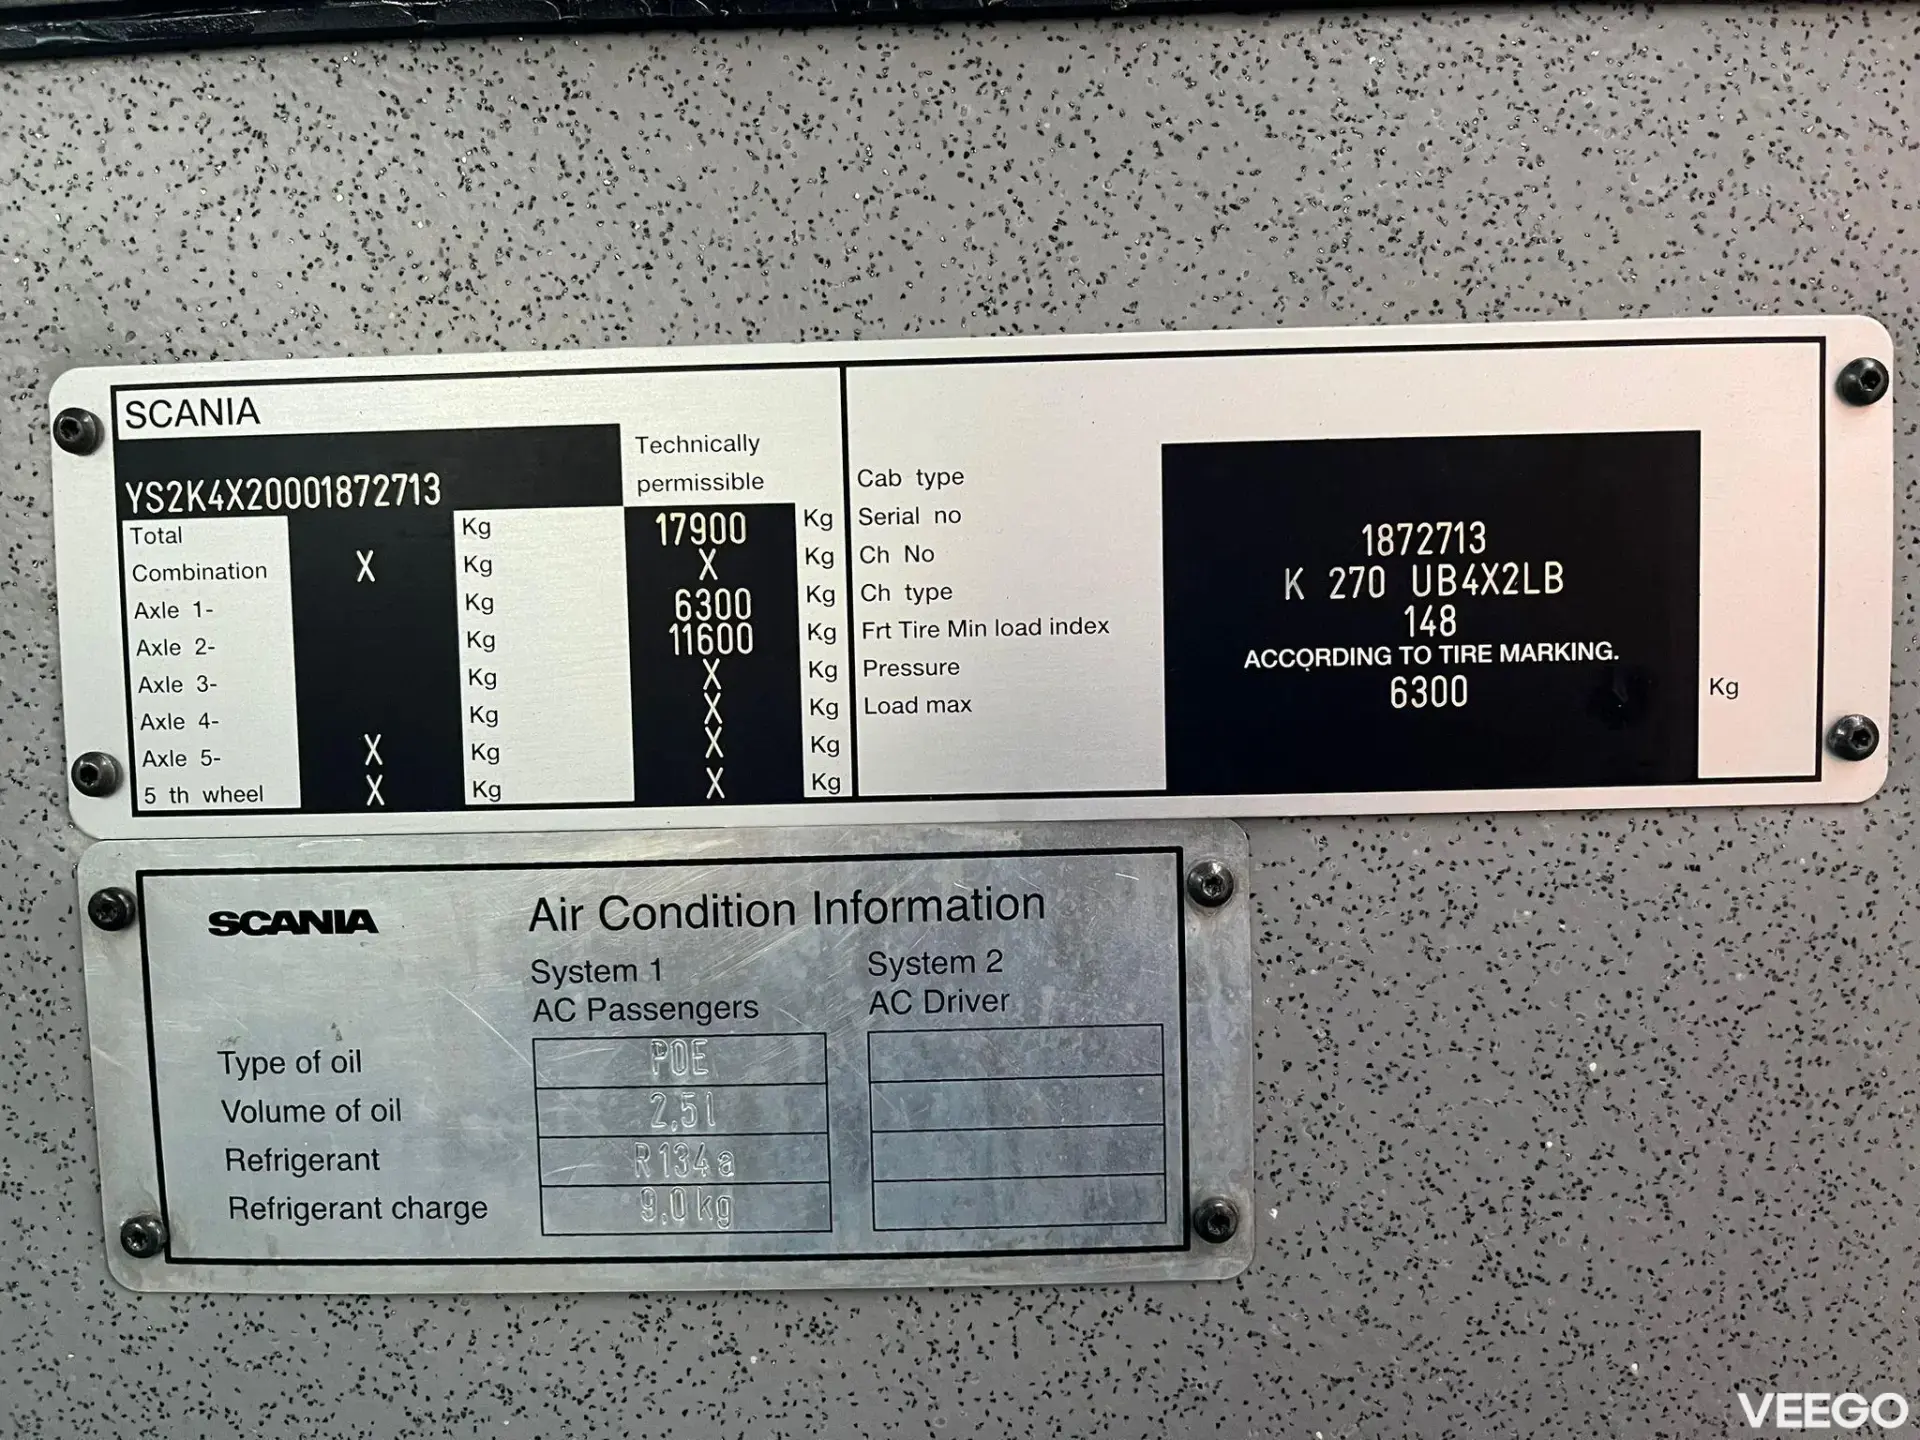 SCANIA
YS2K4X20001872713
Technically
permissible
Total Kg 17900 Kg
Combination X Kg X Kg
Axle 1- Kg 6300 Kg
Axle 2- Kg 11600 Kg
Axle 3- Kg X Kg
Axle 4- Kg X Kg
Axle 5- X Kg X Kg
5 th wheel X Kg X Kg
Cab type
Serial no 1872713
Ch No K 270 UB4X2LB
Ch type
Frt Tire Min load index 148
Pressure ACCORDING TO TIRE MARKING.
Load max 6300 Kg
SCANIA Air Condition Information
System 1 System 2
AC Passengers AC Driver
Type of oil POE
Volume of oil 2,5l
Refrigerant R134a
Refrigerant charge 9,0kg
VEEGO